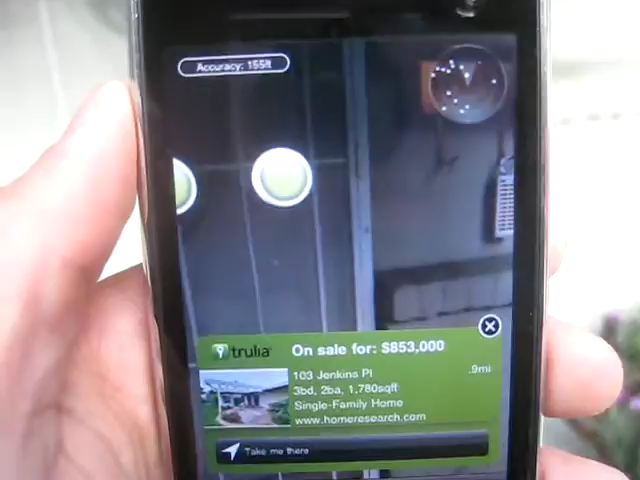 Accuracy: 155ft
trulia
On sale for: $853,000
103 Jenkins Pl
.9mi
3bd, 2ba, 1,780sqft
Single-Family Home
www.homeresearch.com
Take me there